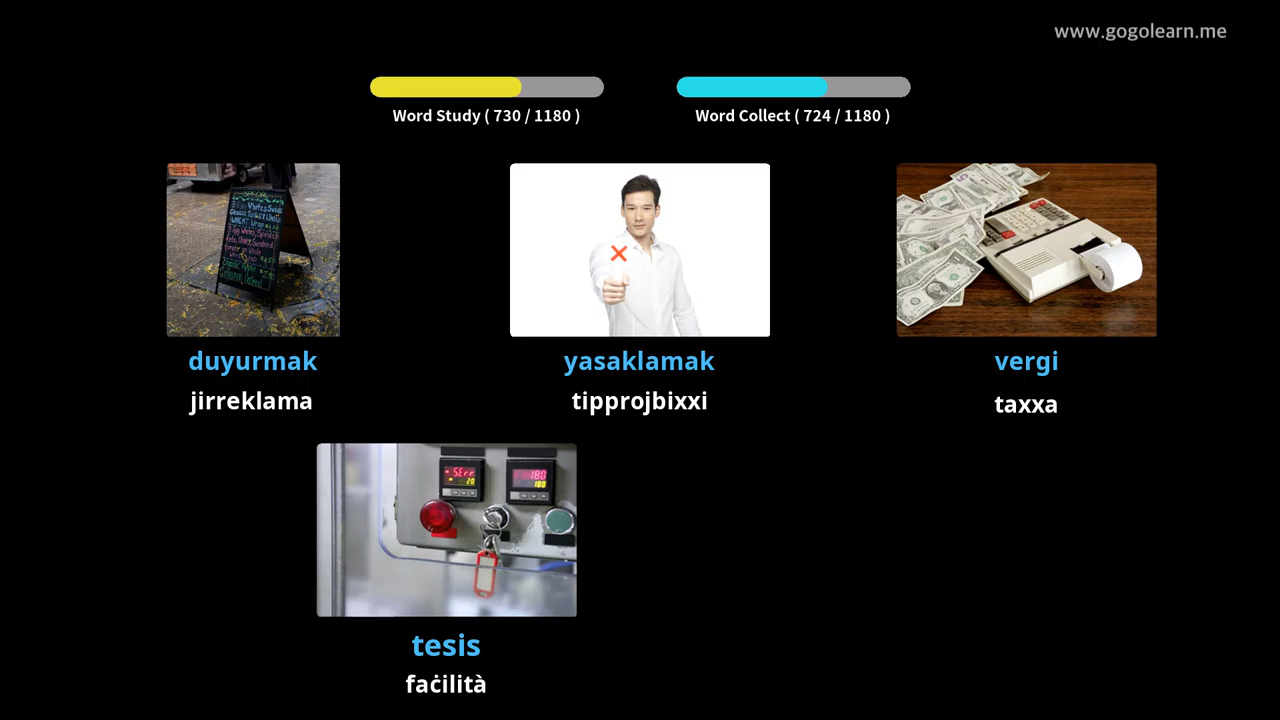 www.gogolearn.me
Word Study ( 730 / 1180 )
Word Collect ( 724 / 1180 )
duyurmak
yasaklamak
vergi
jirreklama
tipprojbixxi
taxxa
tesis
faċilità